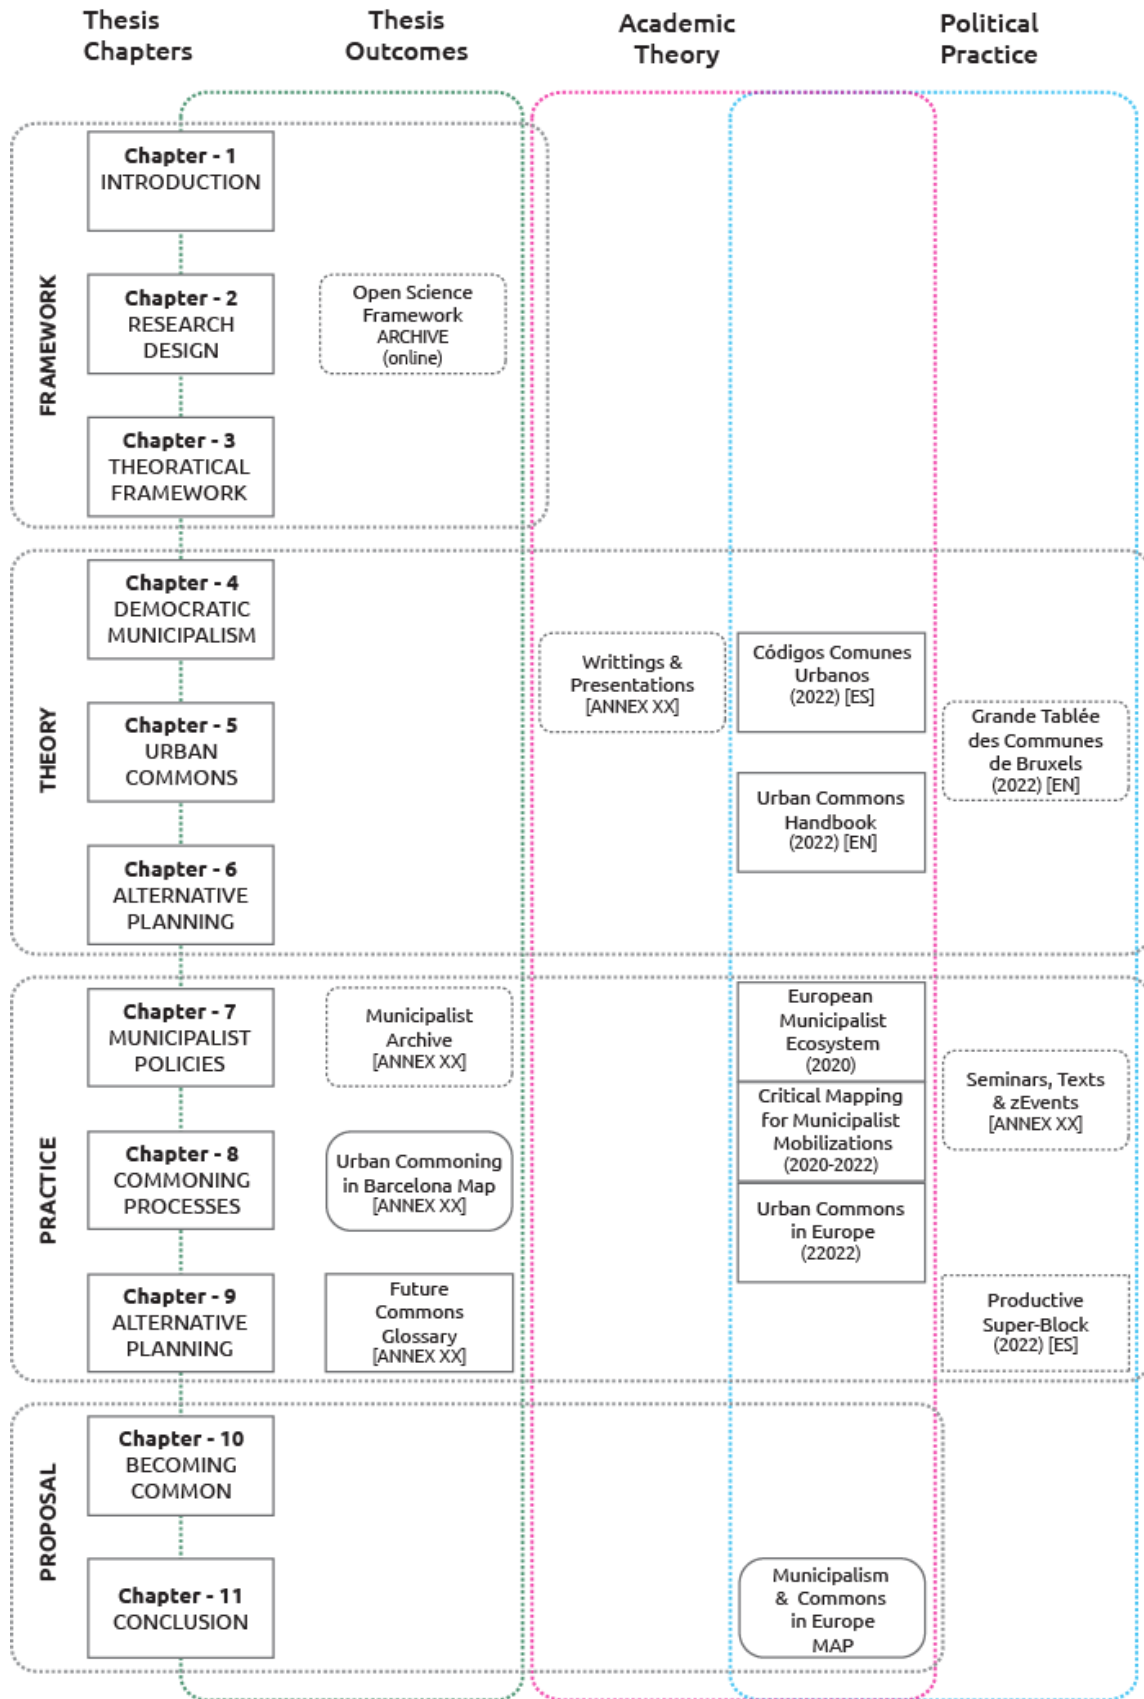 Thesis
Chapters
Thesis
Outcomes
Academic
Theory
Political
Practice
FRAMEWORK
Chapter - 1
INTRODUCTION
Chapter - 2
RESEARCH
DESIGN
Open Science
Framework
ARCHIVE
(online)
Chapter - 3
THEORATICAL
FRAMEWORK
THEORY
Chapter - 4
DEMOCRATIC
MUNICIPALISM
Writtings &
Presentations
[ANNEX XX]
Códigos Comunes
Urbanos
(2022) [ES]
Chapter - 5
URBAN
COMMONS
Grande Tablée
des Communes
de Bruxels
(2022) [EN]
Urban Commons
Handbook
(2022) [EN]
Chapter - 6
ALTERNATIVE
PLANNING
PRACTICE
Chapter - 7
MUNICIPALIST
POLICIES
Municipalist
Archive
[ANNEX XX]
European
Municipalist
Ecosystem
(2020)
Seminars, Texts
& zEvents
[ANNEX XX]
Critical Mapping
for Municipalist
Mobilizations
(2020-2022)
Chapter - 8
COMMONING
PROCESSES
Urban Commoning
in Barcelona Map
[ANNEX XX]
Urban Commons
in Europe
(22022)
Chapter - 9
ALTERNATIVE
PLANNING
Future
Commons
Glossary
[ANNEX XX]
Productive
Super-Block
(2022) [ES]
PROPOSAL
Chapter - 10
BECOMING
COMMON
Chapter - 11
CONCLUSION
Municipalism
& Commons
in Europe
MAP